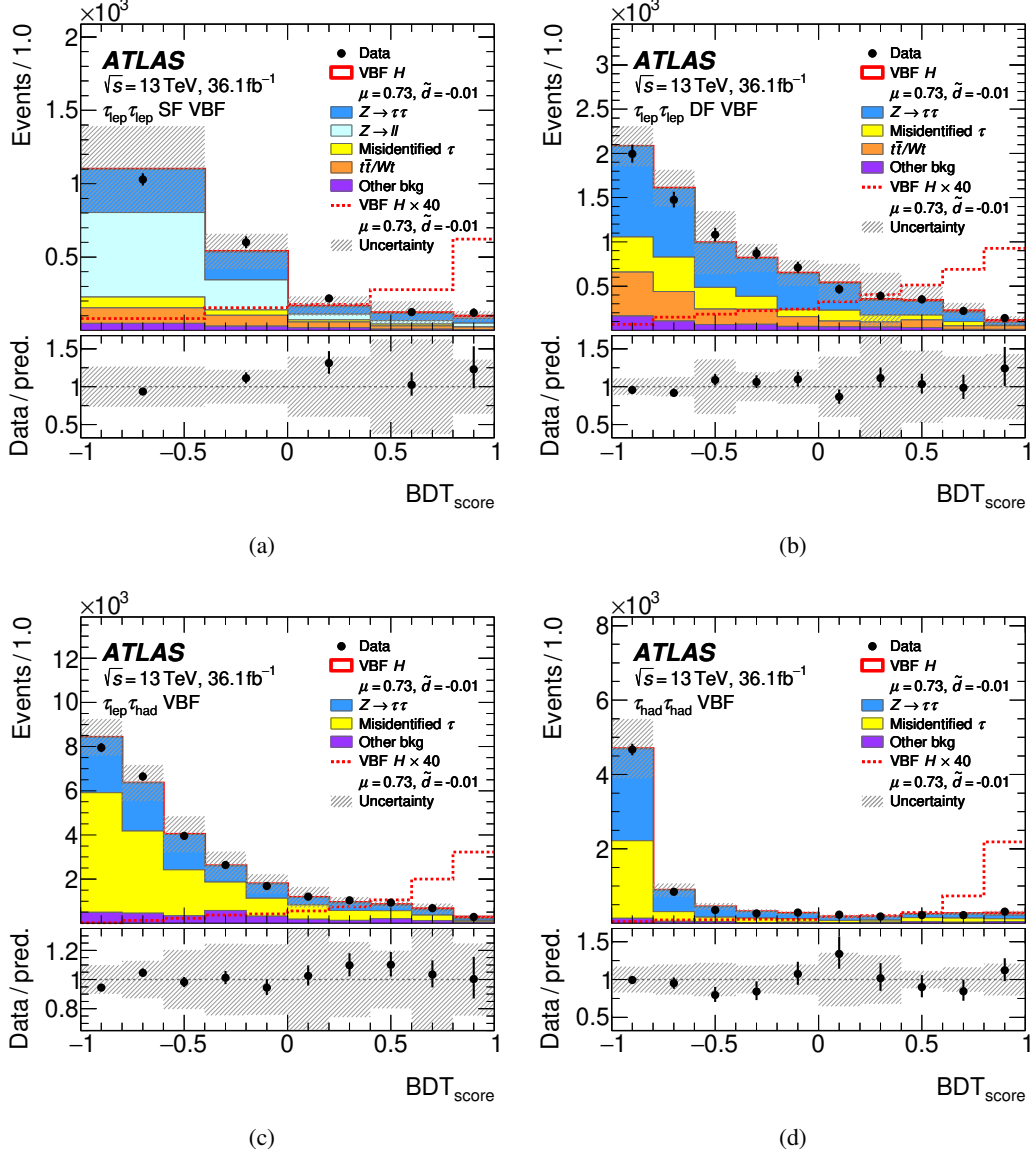 ×10³
Events / 1.0
2
1.5
1
0.5
ATLAS
√s = 13 TeV, 36.1 fb⁻¹
τlep τlep SF VBF
Data
VBF H
μ = 0.73, d̃ = -0.01
Z → ττ
Z → ll
Misidentified τ
tt̄/Wt
Other bkg
VBF H × 40
μ = 0.73, d̃ = -0.01
Uncertainty
Data / pred.
1.5
1
0.5
−1 −0.5 0 0.5 1
BDTscore
(a)
×10³
Events / 1.0
3
2.5
2
1.5
1
0.5
ATLAS
√s = 13 TeV, 36.1 fb⁻¹
τlep τlep DF VBF
Data
VBF H
μ = 0.73, d̃ = -0.01
Z → ττ
Misidentified τ
tt̄/Wt
Other bkg
VBF H × 40
μ = 0.73, d̃ = -0.01
Uncertainty
Data / pred.
1.5
1
0.5
−1 −0.5 0 0.5 1
BDTscore
(b)
×10³
Events / 1.0
12
10
8
6
4
2
ATLAS
√s = 13 TeV, 36.1 fb⁻¹
τlep τhad VBF
Data
VBF H
μ = 0.73, d̃ = -0.01
Z → ττ
Misidentified τ
Other bkg
VBF H × 40
μ = 0.73, d̃ = -0.01
Uncertainty
Data / pred.
1.2
1.0
0.8
−1 −0.5 0 0.5 1
BDTscore
(c)
×10³
Events / 1.0
8
6
4
2
ATLAS
√s = 13 TeV, 36.1 fb⁻¹
τhad τhad VBF
Data
VBF H
μ = 0.73, d̃ = -0.01
Z → ττ
Misidentified τ
Other bkg
VBF H × 40
μ = 0.73, d̃ = -0.01
Uncertainty
Data / pred.
1.5
1
0.5
−1 −0.5 0 0.5 1
BDTscore
(d)